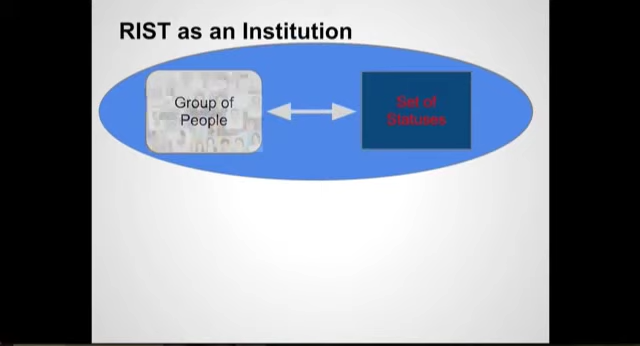 RIST as an Institution
Group of
People
Set of
Statuses